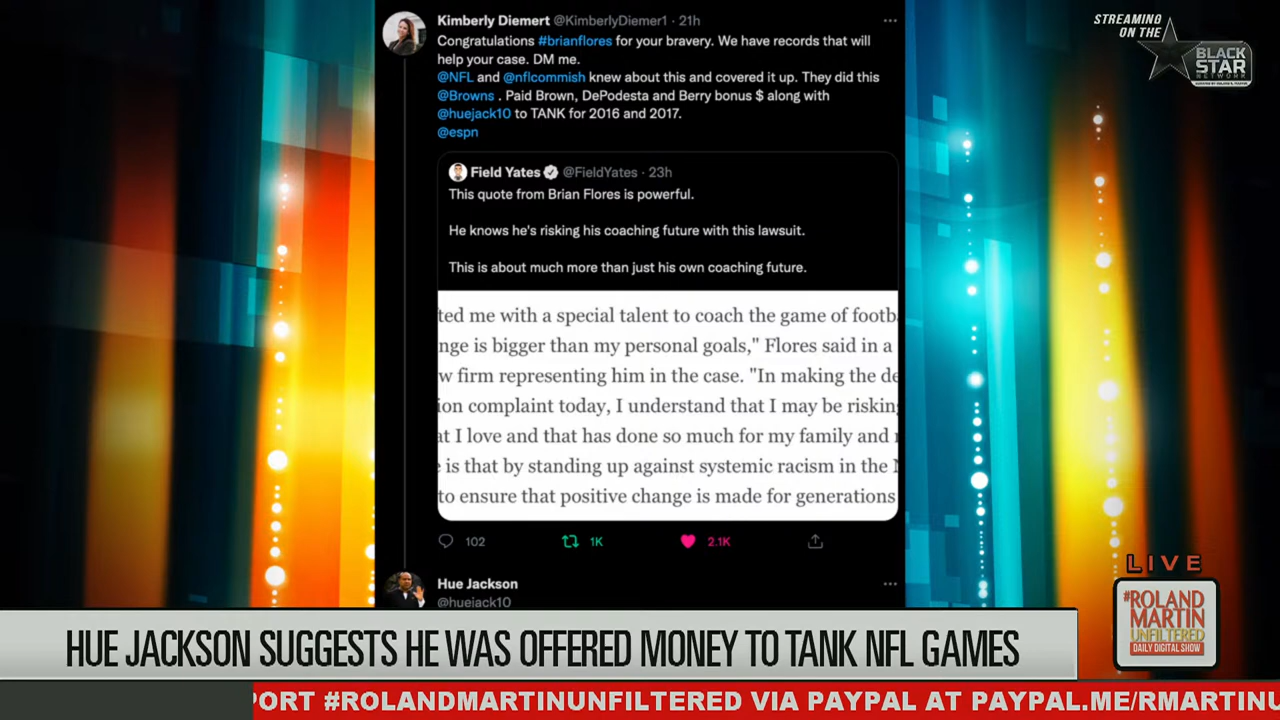 Kimberly Diemert @KimberlyDiemer1 · 21h
Congratulations #brianflores for your bravery. We have records that will
help your case. DM me.
@NFL and @nflcommish knew about this and covered it up. They did this
@Browns . Paid Brown, DePodesta and Berry bonus $ along with
@huejack10 to TANK for 2016 and 2017.
@espn
Field Yates @FieldYates · 23h
This quote from Brian Flores is powerful.
He knows he's risking his coaching future with this lawsuit.
This is about much more than just his own coaching future.
ted me with a special talent to coach the game of footb
nge is bigger than my personal goals," Flores said in a
w firm representing him in the case. "In making the de
ion complaint today, I understand that I may be risking
at I love and that has done so much for my family and
is that by standing up against systemic racism in the
to ensure that positive change is made for generations
102 1K 2.1K
Hue Jackson
@huejack10
STREAMING
ON THE
BLACK
STAR
NETWORK
LIVE
#ROLAND
MARTIN
UNFILTERED
DAILY DIGITAL SHOW
HUE JACKSON SUGGESTS HE WAS OFFERED MONEY TO TANK NFL GAMES
PORT #ROLANDMARTINUNFILTERED VIA PAYPAL AT PAYPAL.ME/RMARTINU